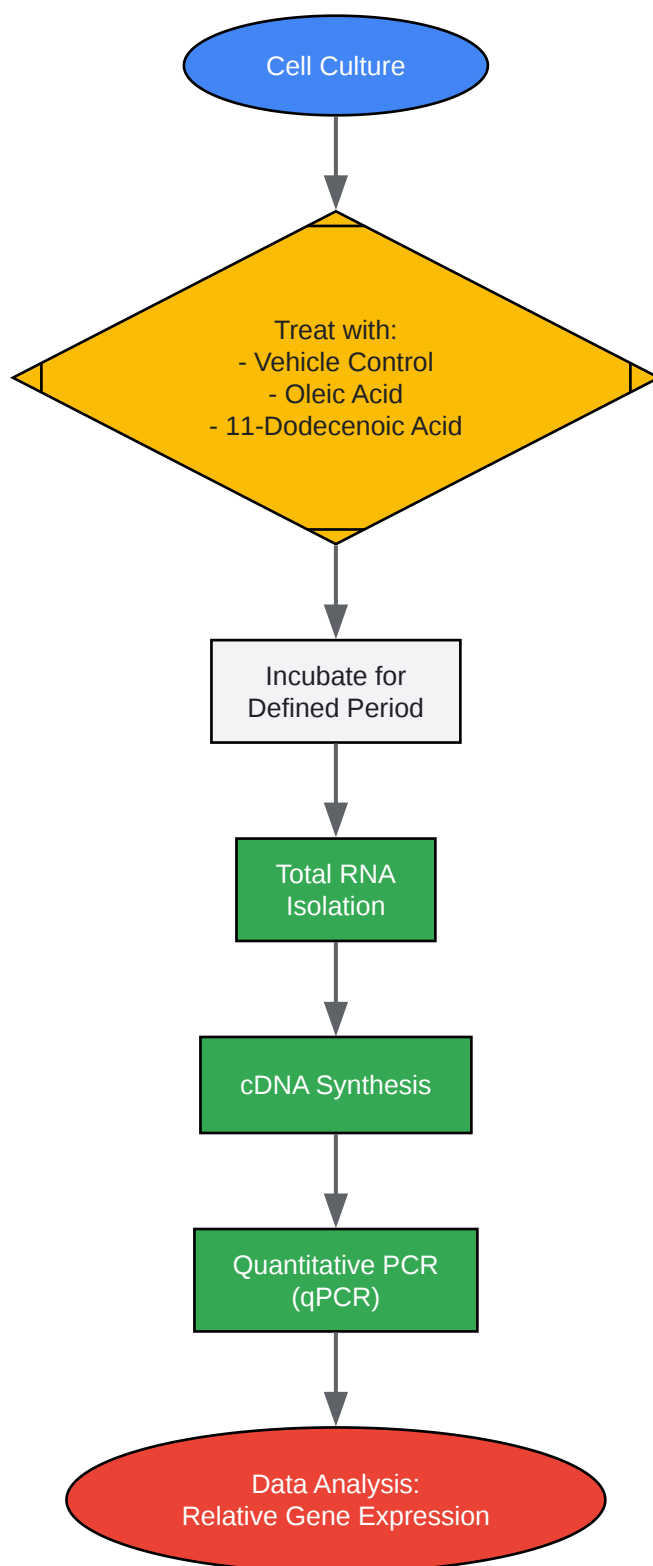 Cell Culture
Treat with:
- Vehicle Control
- Oleic Acid
- 11-Dodecenoic Acid
Incubate for
Defined Period
Total RNA
Isolation
cDNA Synthesis
Quantitative PCR
(qPCR)
Data Analysis:
Relative Gene Expression